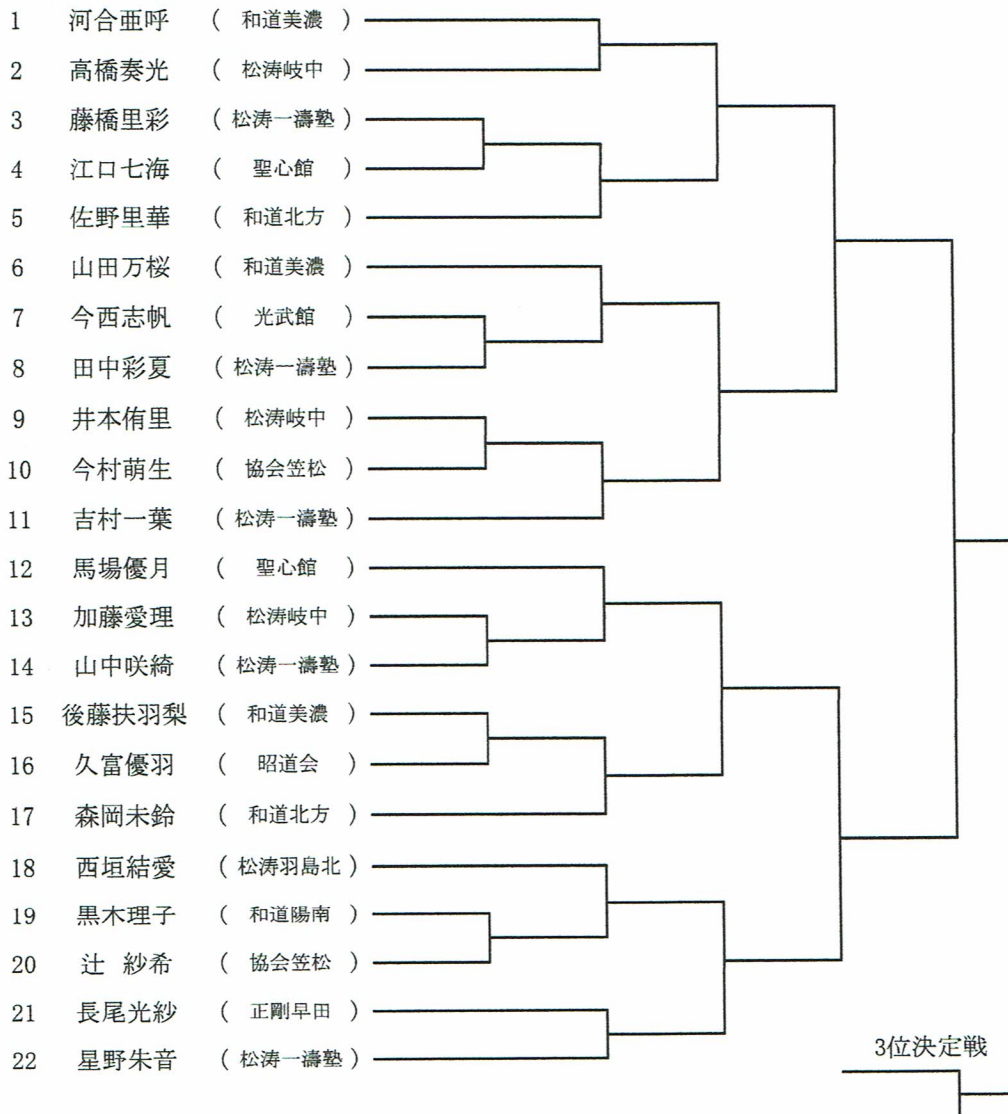 1 河合亜呼 ( 和道美濃 )
2 高橋奏光 ( 松涛岐中 )
3 藤橋里彩 ( 松涛一濤塾 )
4 江口七海 ( 聖心館 )
5 佐野里華 ( 和道北方 )
6 山田万桜 ( 和道美濃 )
7 今西志帆 ( 光武館 )
8 田中彩夏 ( 松涛一濤塾 )
9 井本侑里 ( 松涛岐中 )
10 今村萌生 ( 協会笠松 )
11 吉村一葉 ( 松涛一濤塾 )
12 馬場優月 ( 聖心館 )
13 加藤愛理 ( 松涛岐中 )
14 山中咲綺 ( 松涛一濤塾 )
15 後藤扶羽梨 ( 和道美濃 )
16 久富優羽 ( 昭道会 )
17 森岡未鈴 ( 和道北方 )
18 西垣結愛 ( 松涛羽島北 )
19 黒木理子 ( 和道陽南 )
20 辻 紗希 ( 協会笠松 )
21 長尾光紗 ( 正剛早田 )
22 星野朱音 ( 松涛一濤塾 )
3位決定戦